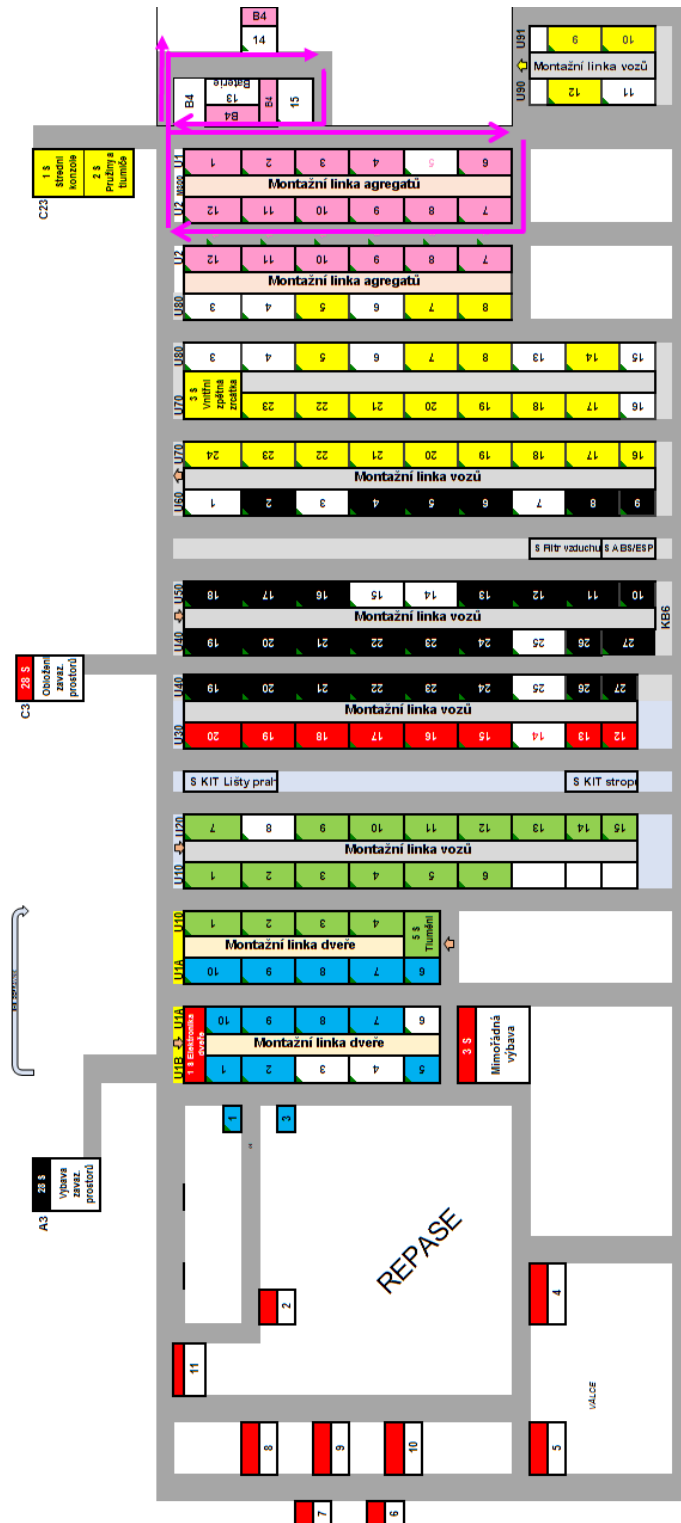 B4
14
B4
Baterie
13
B4
B4
15
U91
9
10
Montažní linka vozů
U90
12
11
1 S
Střední
konzole
2 S
Pružiny a
tlumiče
C23
U1
1
2
3
4
5
6
M300
Montažní linka agregatů
U2
12
11
10
9
8
7
U2
12
11
10
9
8
7
Montažní linka agregatů
U80
3
4
5
6
7
8
U80
3
4
5
6
7
8
13
14
15
U70
3 S
Vnitřní
zpětná
zrcátka
23
22
21
20
19
18
17
16
U70
24
23
22
21
20
19
18
17
16
Montažní linka vozů
U60
1
2
3
4
5
6
7
8
9
S Filtr vzduchu
S ABS/ESP
U50
18
17
16
15
14
13
12
11
10
Montažní linka vozů
U40
19
20
21
22
23
24
25
26
27
KB6
28 S
Obložení
zavaz.
prostorů
C3
U40
19
20
21
22
23
24
25
26
27
Montažní linka vozů
U30
20
19
18
17
16
15
14
13
12
S KIT Lišty prah
S KIT stropu
U20
7
8
9
10
11
12
13
14
15
Montažní linka vozů
U10
1
2
3
4
5
6
U10
1
2
3
4
5 S
Tlumění
Montažní linka dveře
U1A
10
9
8
7
6
U1A
1 S Elektronika
dveře
10
9
8
7
6
Montažní linka dveře
U1B
1
2
3
4
5
3 S
Mimořádná
výbava
28 S
Výbava
zavaz.
prostorů
A3
1
3
REPASE
2
4
11
VÁLCE
8
9
10
5
7
6